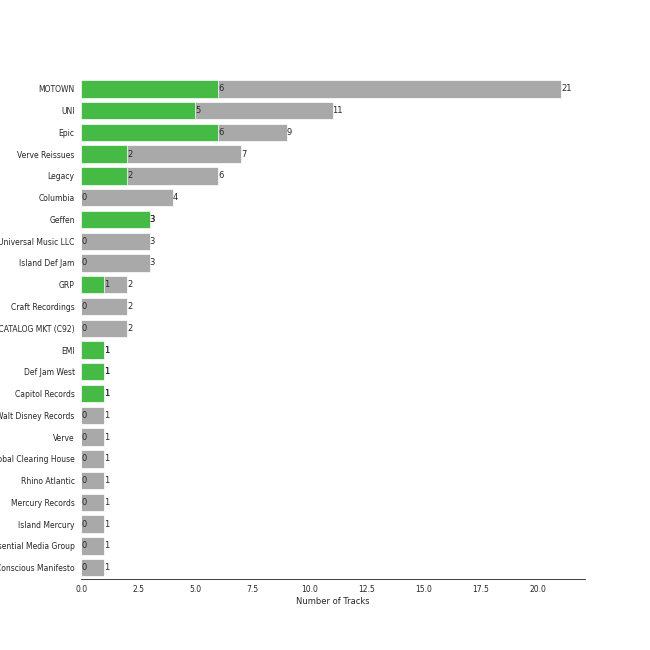 MOTOWN 6 21
UNI 5 11
Epic 6 9
Verve Reissues 2 7
Legacy 2 6
Columbia 0 4
Geffen 3 3
Universal Music LLC 0 3
Island Def Jam 0 3
GRP 1 2
Craft Recordings 0 2
CATALOG MKT (C92) 0 2
EMI 1 1
Def Jam West 1 1
Capitol Records 1 1
Walt Disney Records 0 1
Verve 0 1
Clearing House 0 1
Rhino Atlantic 0 1
Mercury Records 0 1
Island Mercury 0 1
Media Group 0 1
Conscious Manifesto 0 1
0.0 2.5 5.0 7.5 10.0 12.5 15.0 17.5 20.0
Number of Tracks